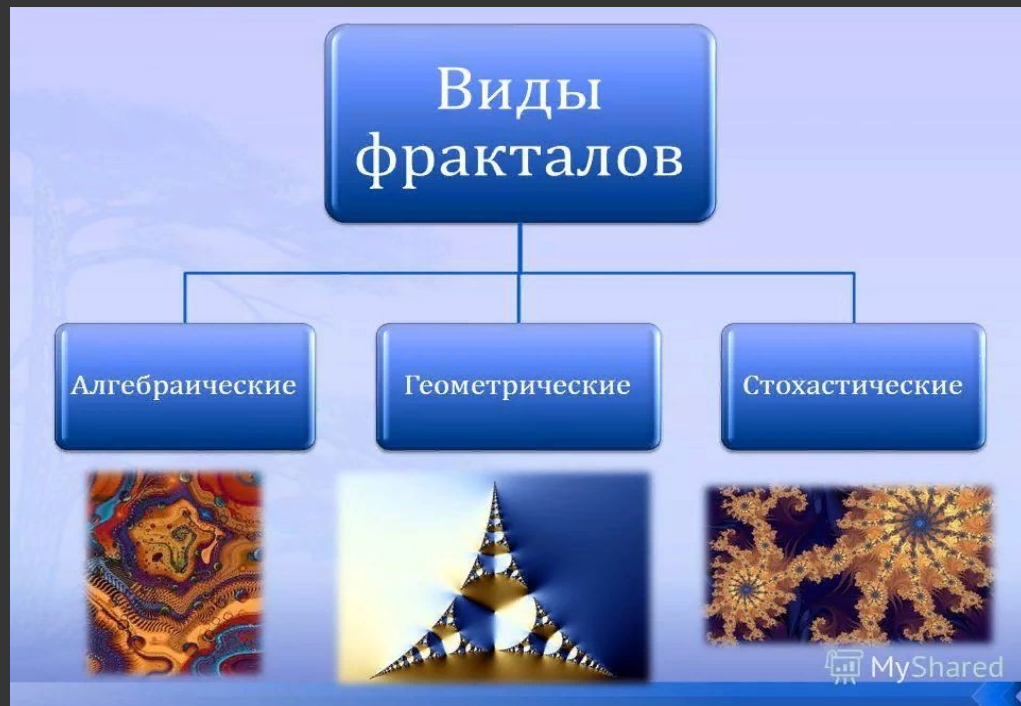 Виды
фракталов
Алгебраические
Геометрические
Стохастические
MyShared